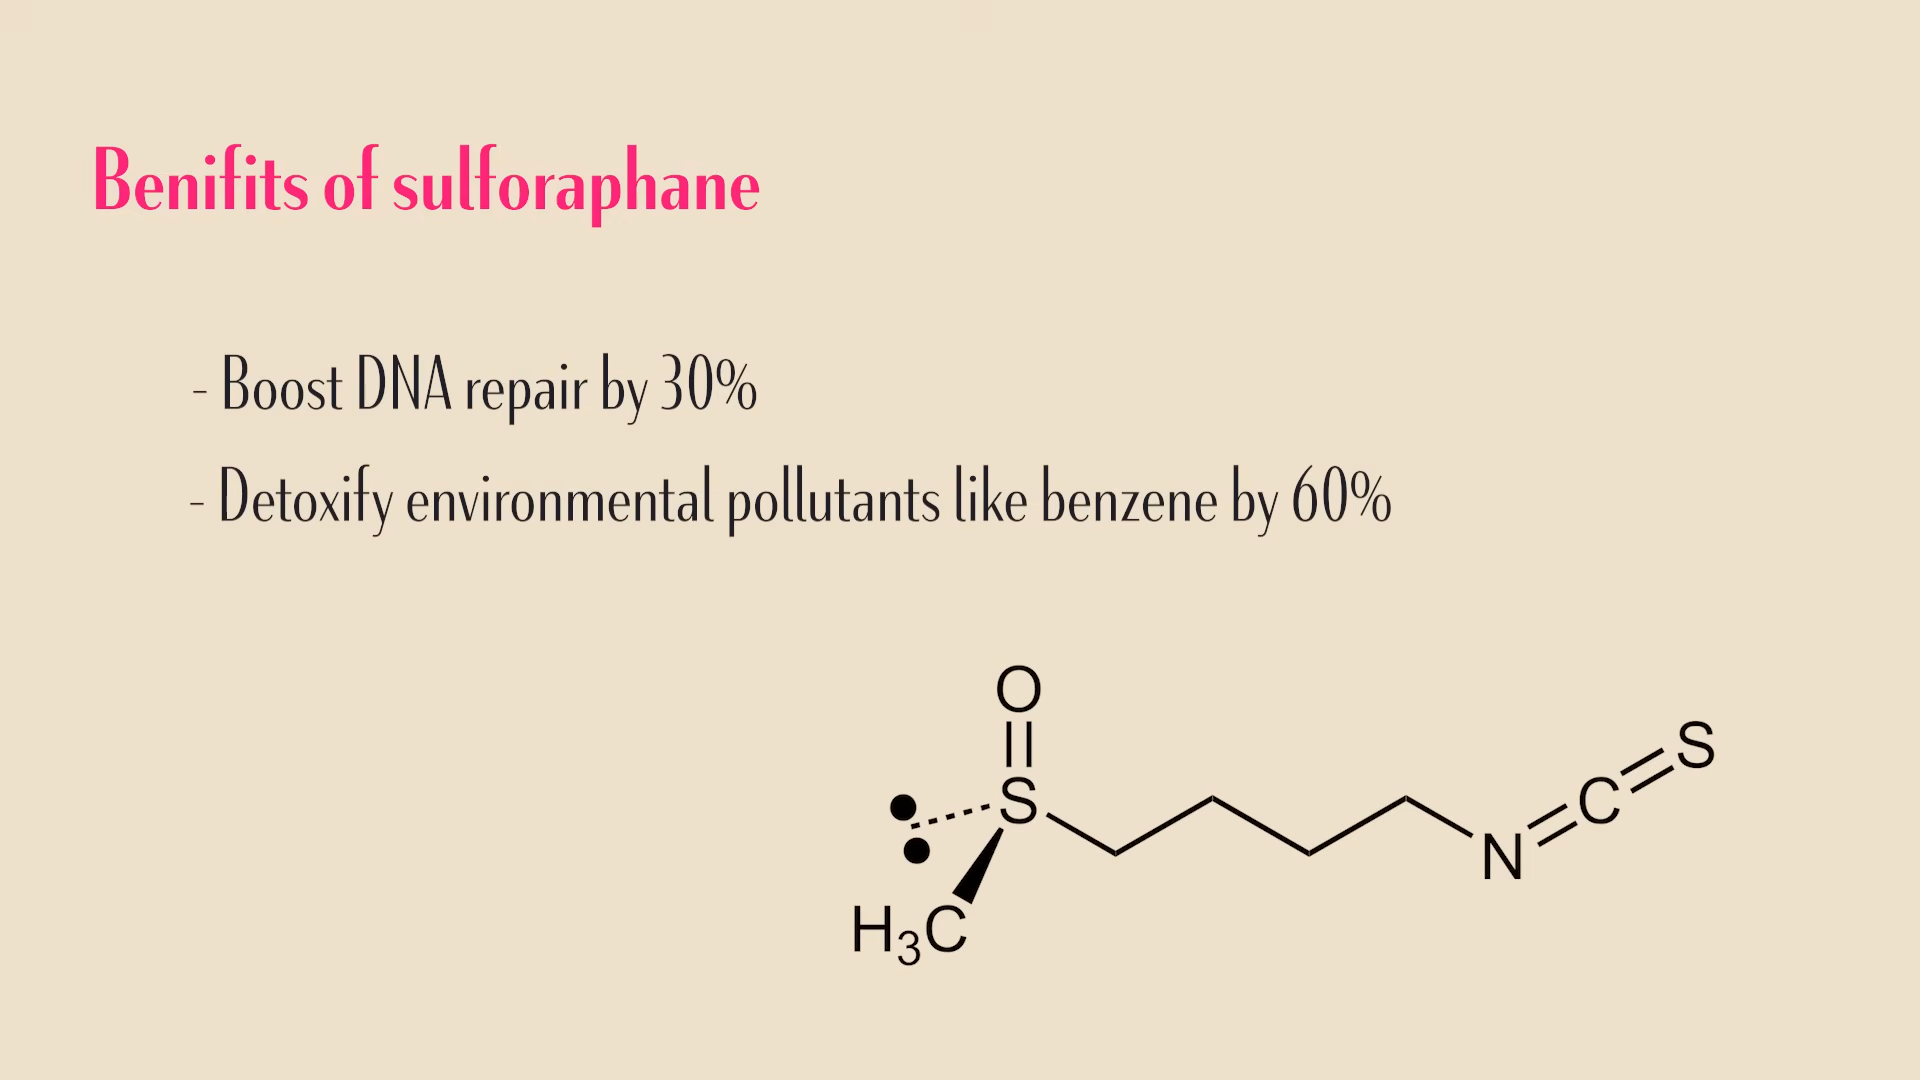 Benifits of sulforaphane
- Boost DNA repair by 30%
- Detoxify environmental pollutants like benzene by 60%
O
S
S
C
N
H₃C